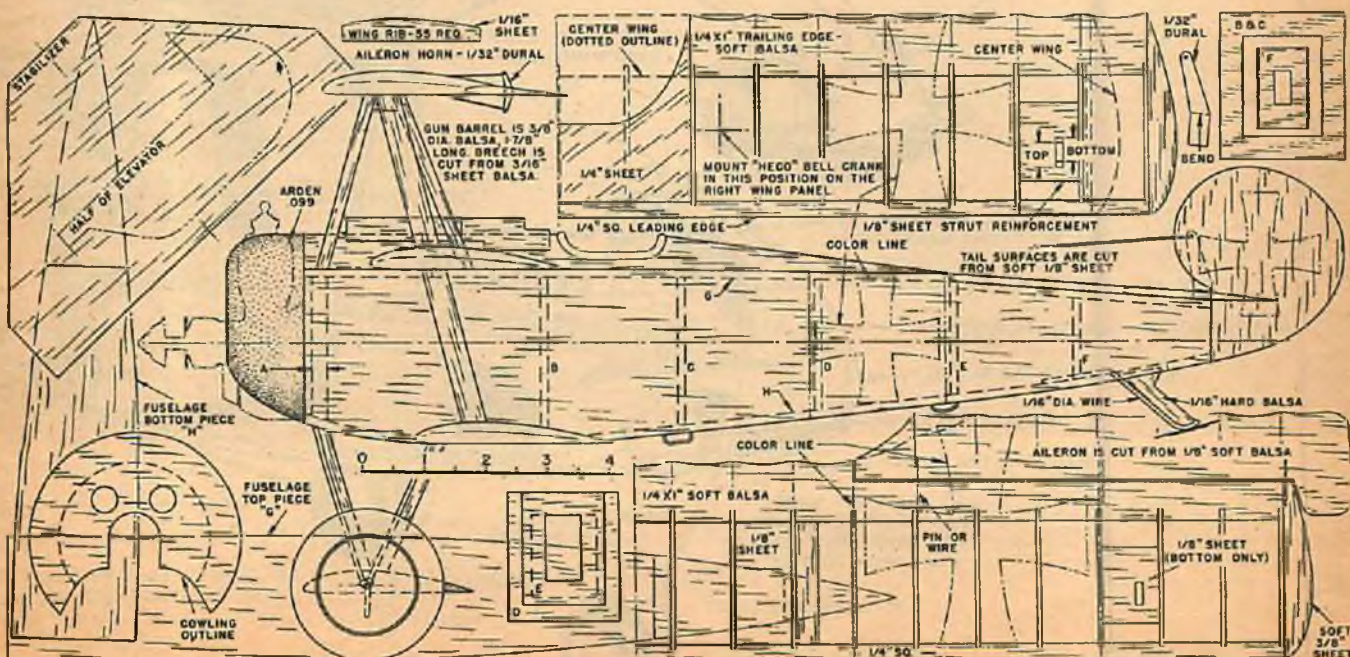 STABILIZER
HALF OF ELEVATOR
1/16"
SHEET
WING RIB-55 REQ.
AILERON HORN - 1/32" DURAL
GUN BARREL IS 3/8
DIA. BALSA, 1-7/8"
LONG. BREECH IS
CUT FROM 3/16"
SHEET BALSA.
ARDEN
.099
CENTER WING
(DOTTED OUTLINE)
1/4 X 1" TRAILING EDGE-
SOFT BALSA
CENTER WING
1/32"
DURAL
B & C
F
TOP
BOTTOM
BEND
MOUNT "HECO" BELL CRANK
IN THIS POSITION ON THE
RIGHT WING PANEL
1/4" SHEET
1/4" SQ. LEADING EDGE
1/8" SHEET STRUT REINFORCEMENT
COLOR LINE
TAIL SURFACES ARE CUT
FROM SOFT 1/8" SHEET
G
A
B
C
D
E
F
H
FUSELAGE
BOTTOM PIECE
"H"
1/16" DIA. WIRE
1/16" HARD BALSA
0 1 2 3 4
COLOR LINE
AILERON IS CUT FROM 1/8" SOFT BALSA
FUSELAGE
TOP PIECE
"G"
1/4 X 1" SOFT BALSA
1/8"
SHEET
PIN OR
WIRE
1/8" SHEET
(BOTTOM ONLY)
E
D
COWLING
OUTLINE
1/4" SQ.
SOFT
3/8"
SHEET